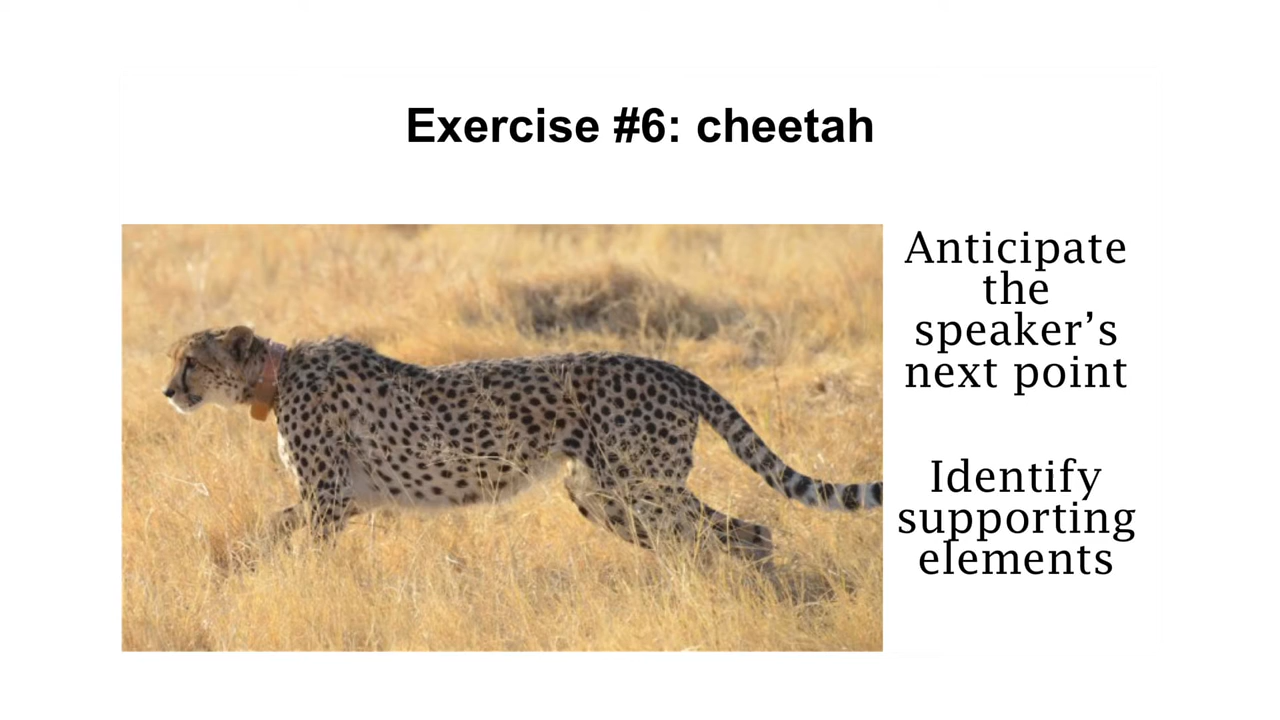 Exercise #6: cheetah
Anticipate
the
speaker’s
next point
Identify
supporting
elements